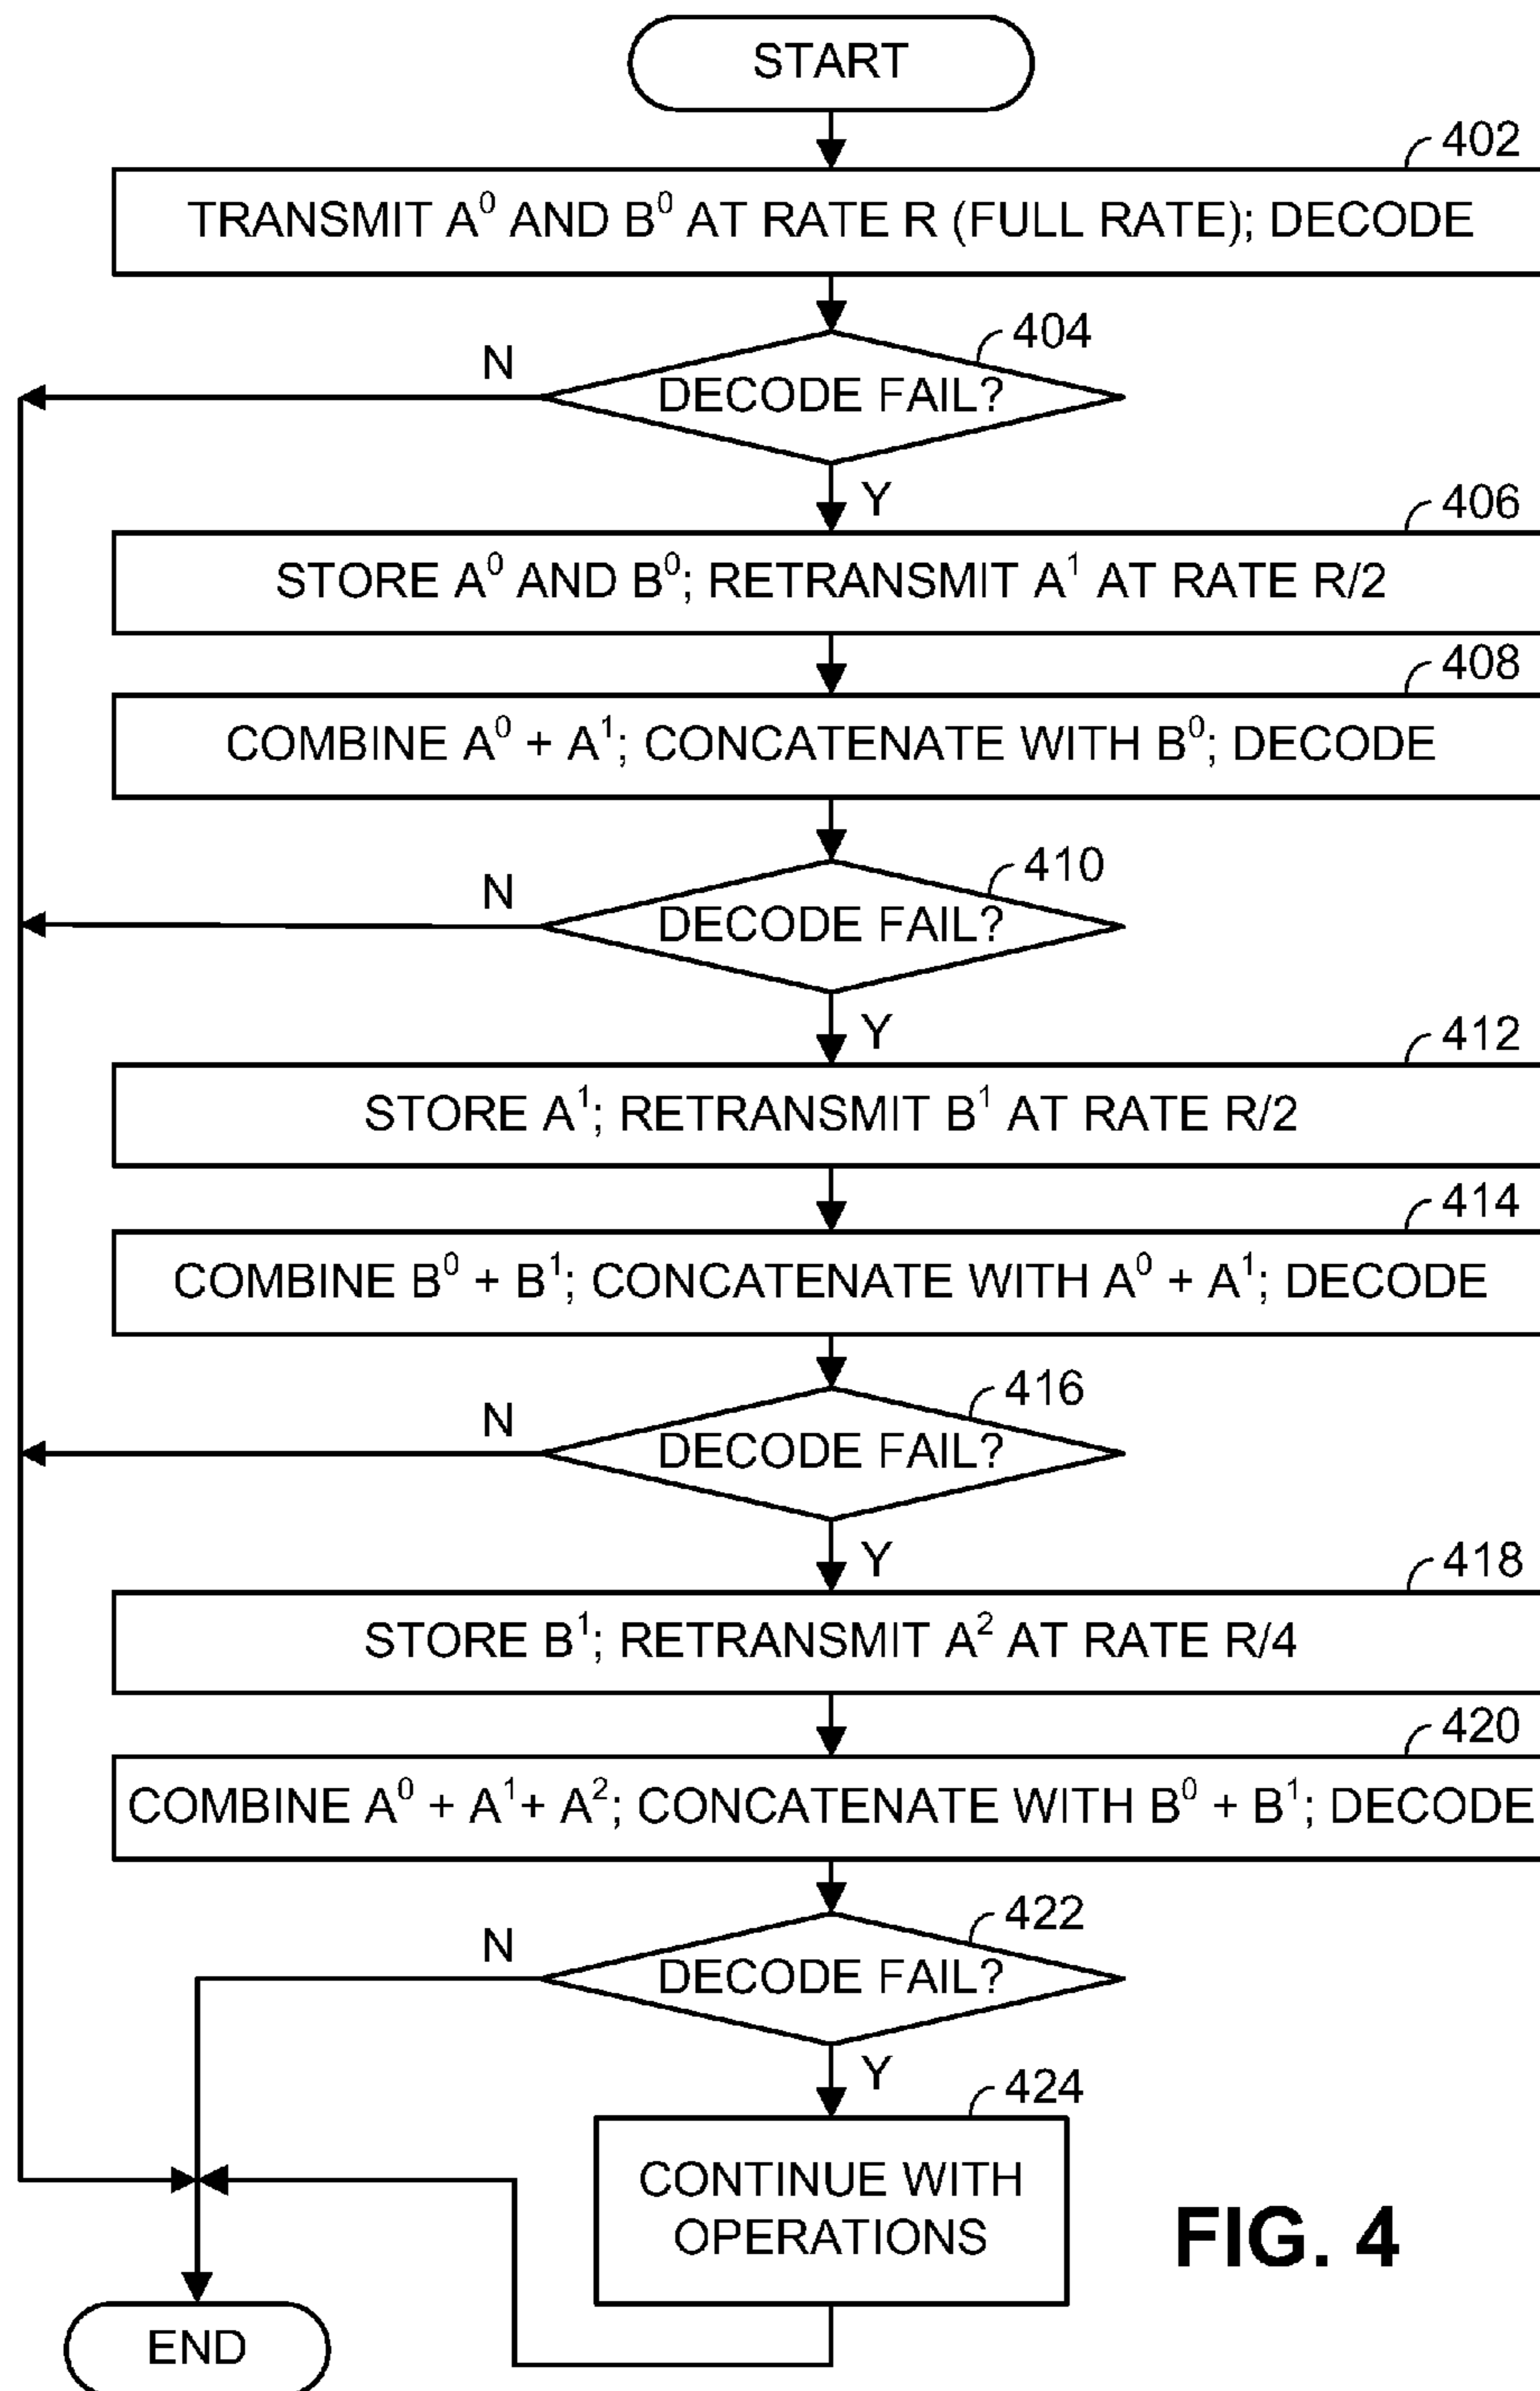 START
402
TRANSMIT A⁰ AND B⁰ AT RATE R (FULL RATE); DECODE
404
N
DECODE FAIL?
Y
406
STORE A⁰ AND B⁰; RETRANSMIT A¹ AT RATE R/2
408
COMBINE A⁰ + A¹; CONCATENATE WITH B⁰; DECODE
410
N
DECODE FAIL?
Y
412
STORE A¹; RETRANSMIT B¹ AT RATE R/2
414
COMBINE B⁰ + B¹; CONCATENATE WITH A⁰ + A¹; DECODE
416
N
DECODE FAIL?
Y
418
STORE B¹; RETRANSMIT A² AT RATE R/4
420
COMBINE A⁰ + A¹+ A²; CONCATENATE WITH B⁰ + B¹; DECODE
422
N
DECODE FAIL?
Y
424
CONTINUE WITH
OPERATIONS
FIG. 4
END